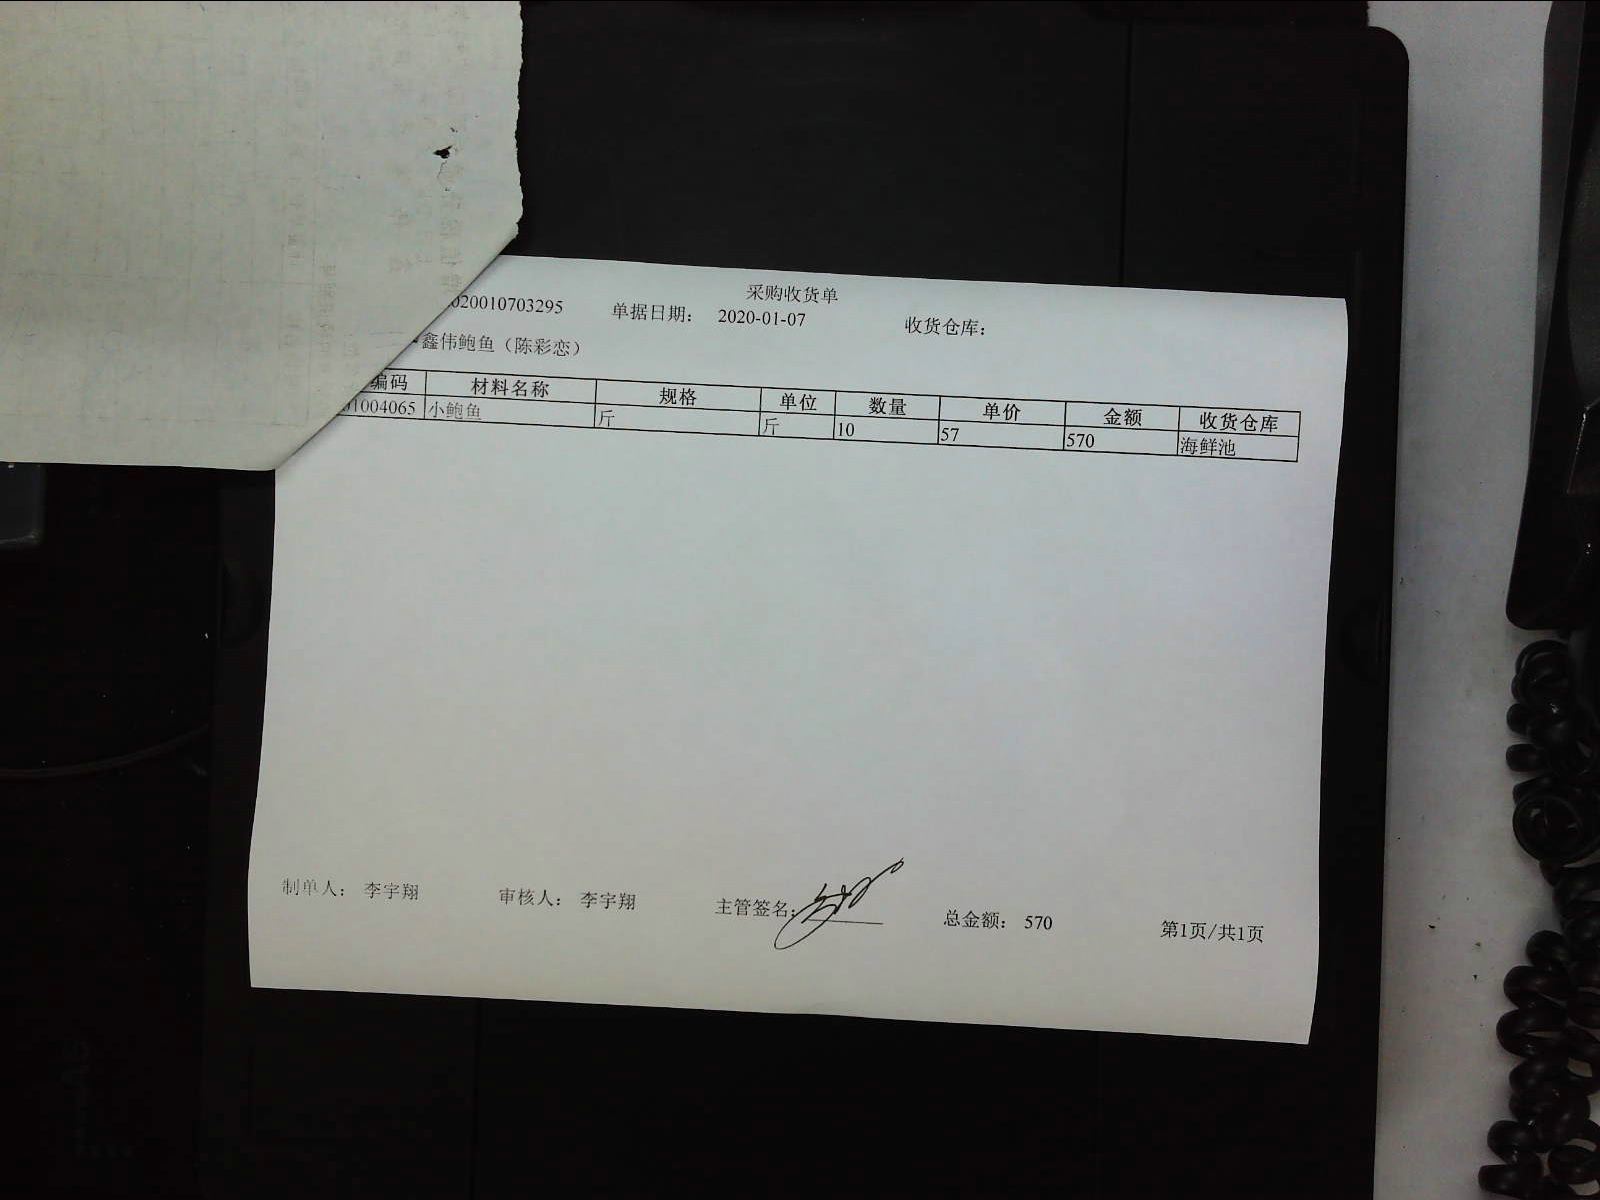 采购收货单
020010703295 单据日期: 2020-01-07 收货仓库:
鑫伟鲍鱼（陈彩恋）
编码 材料名称 规格 单位 数量 单价 金额 收货仓库
01004065 小鲍鱼 斤 斤 10 57 570 海鲜池
制单人: 李宇翔 审核人: 李宇翔 主管签名: 总金额: 570 第1页/共1页